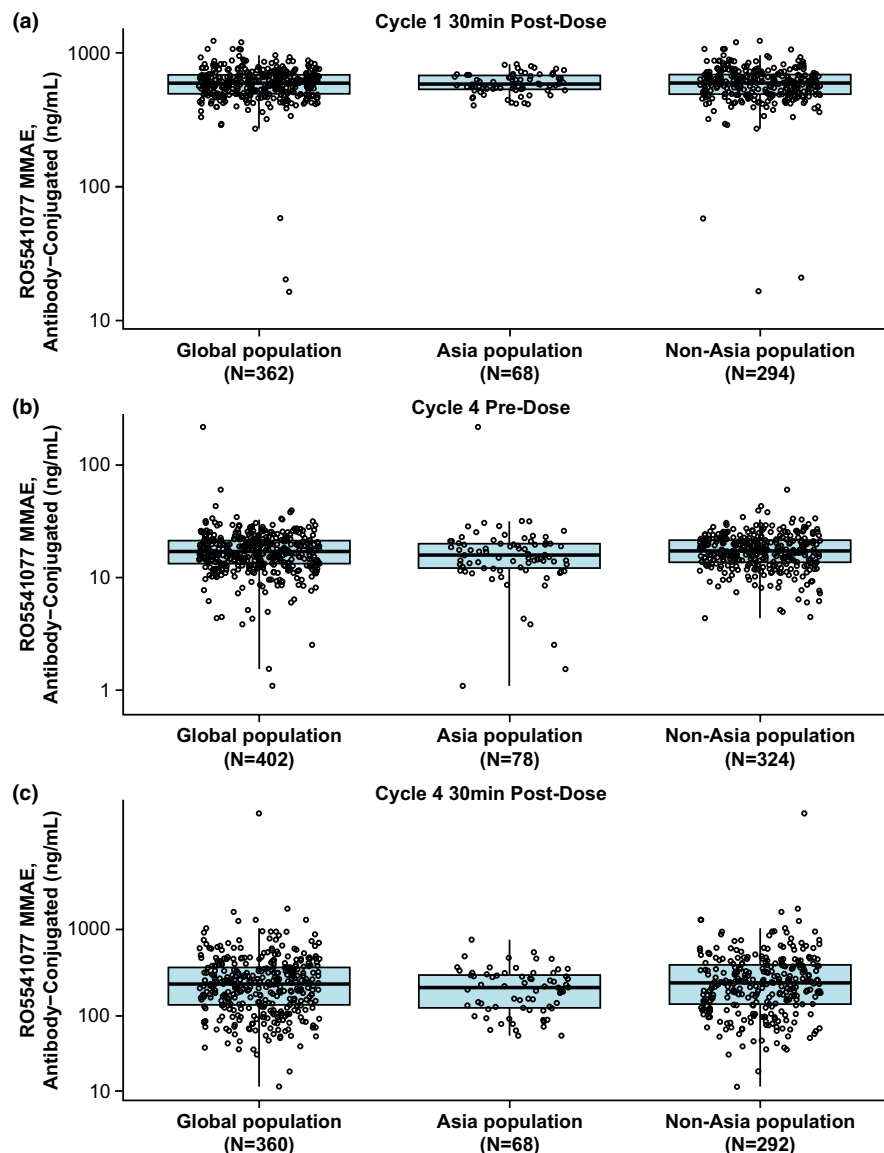 (a)
Cycle 1 30min Post-Dose
RO5541077 MMAE,
Antibody−Conjugated (ng/mL)
1000
100
10
Global population
(N=362)
Asia population
(N=68)
Non-Asia population
(N=294)
(b)
Cycle 4 Pre-Dose
RO5541077 MMAE,
Antibody−Conjugated (ng/mL)
100
10
1
Global population
(N=402)
Asia population
(N=78)
Non-Asia population
(N=324)
(c)
Cycle 4 30min Post-Dose
RO5541077 MMAE,
Antibody−Conjugated (ng/mL)
1000
100
10
Global population
(N=360)
Asia population
(N=68)
Non-Asia population
(N=292)